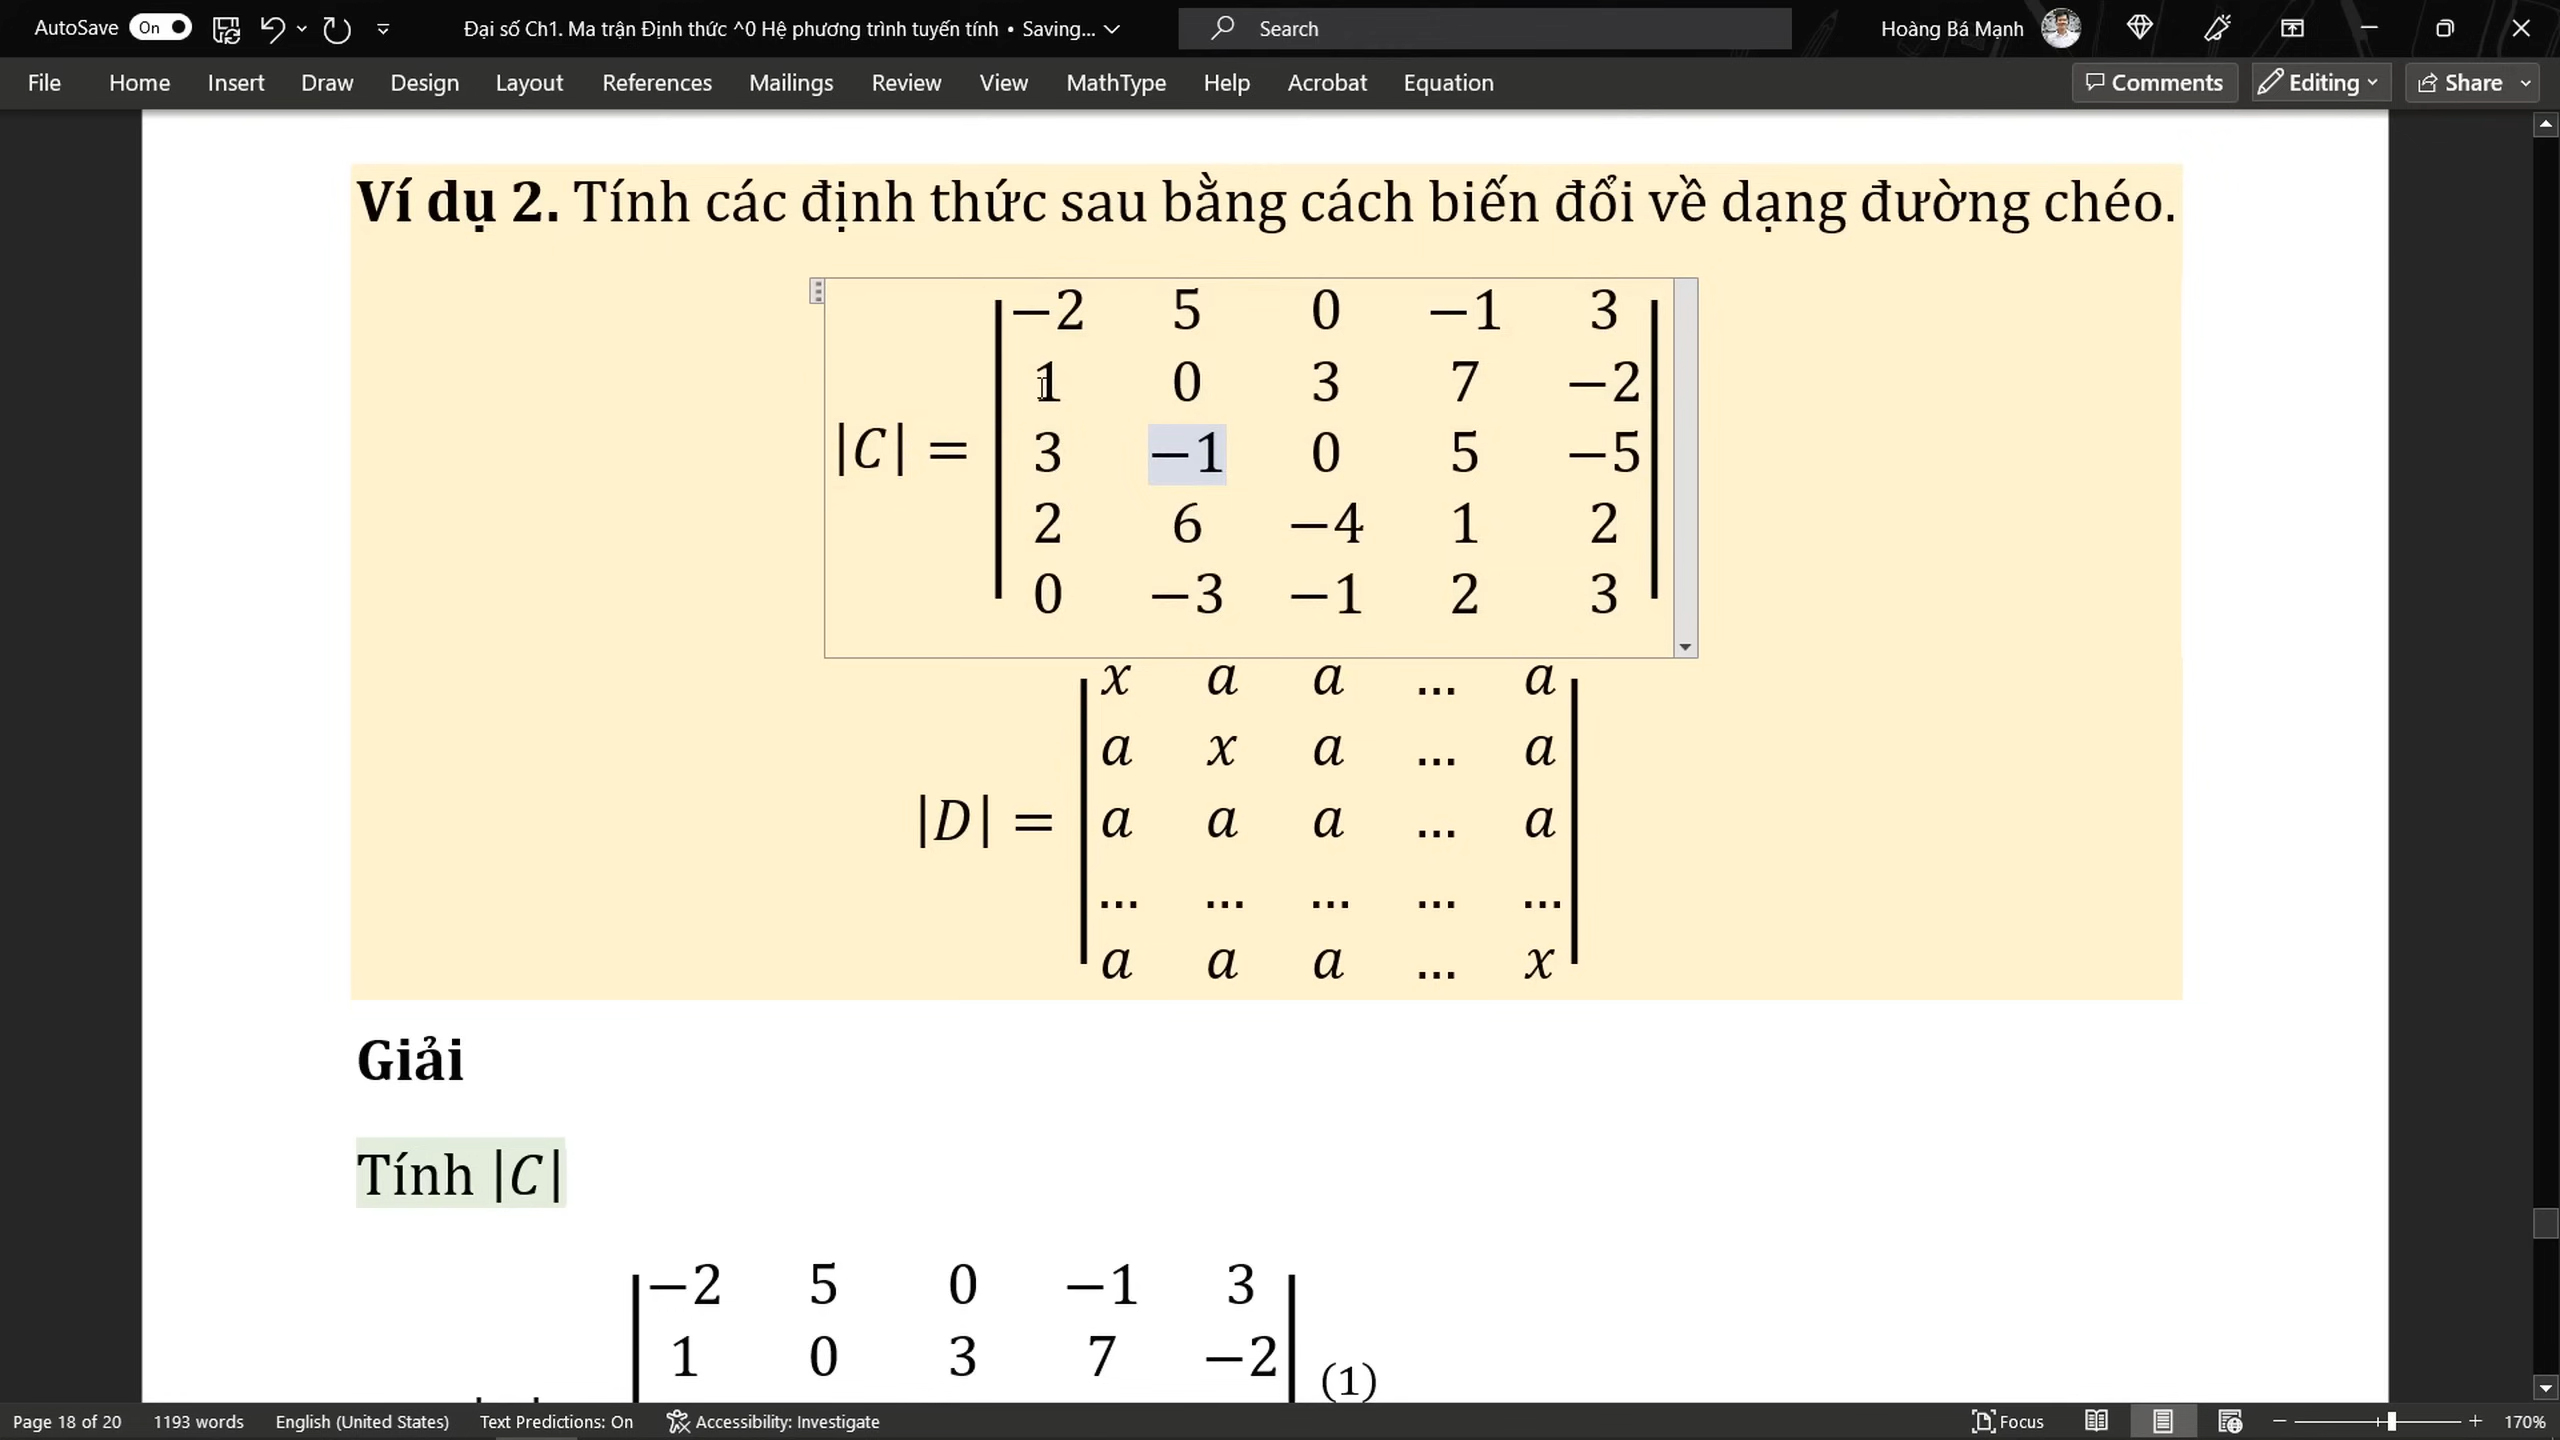 AutoSave On Đại số Ch1. Ma trận Định thức ^0 Hệ phương trình tuyến tính • Saving... Search Hoàng Bá Mạnh
File Home Insert Draw Design Layout References Mailings Review View MathType Help Acrobat Equation Comments Editing Share
Ví dụ 2. Tính các định thức sau bằng cách biến đổi về dạng đường chéo.
−2 5 0 −1 3
1 0 3 7 −2
|C| = 3 −1 0 5 −5
2 6 −4 1 2
0 −3 −1 2 3
x a a ... a
a x a ... a
|D| = a a a ... a
... ... ... ... ...
a a a ... x
Giải
Tính |C|
−2 5 0 −1 3
1 0 3 7 −2 (1)
Page 18 of 20 1193 words English (United States) Text Predictions: On Accessibility: Investigate Focus 170%